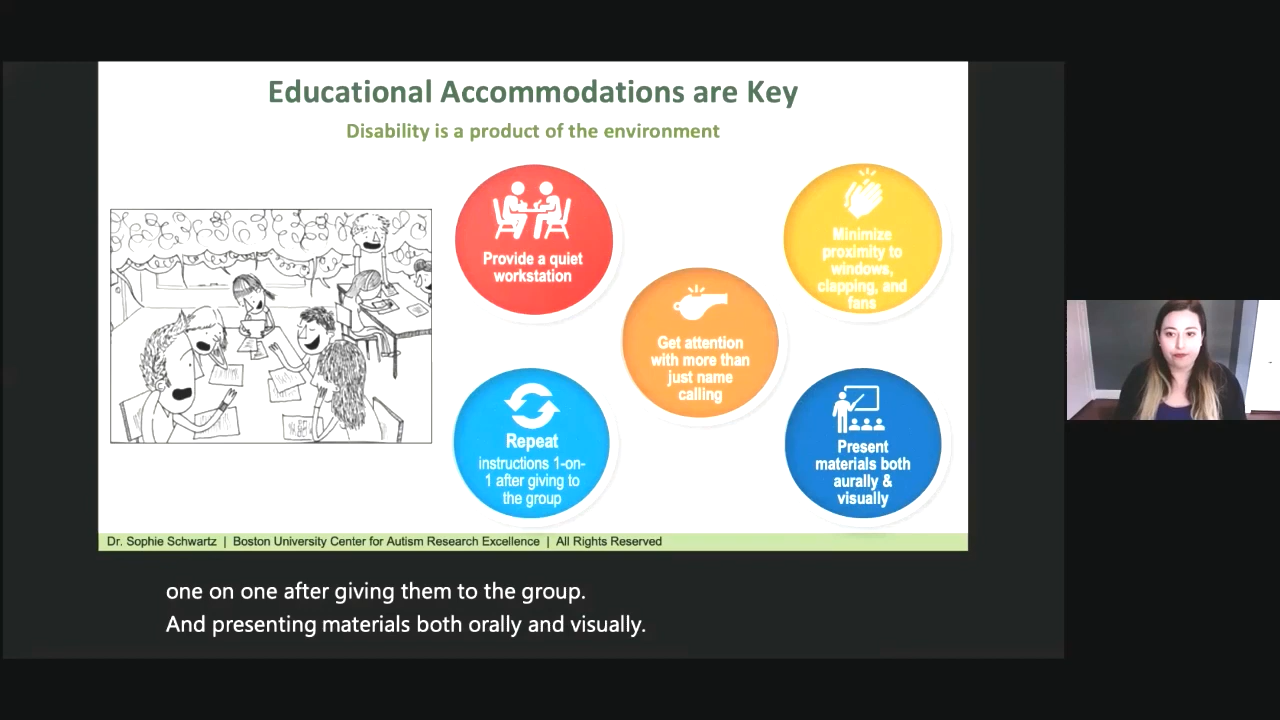 Educational Accommodations are Key
Disability is a product of the environment
Provide a quiet
workstation
Minimize
proximity to
windows,
clapping, and
fans
Get attention
with more than
just name
calling
Repeat
instructions 1-on-
1 after giving to
the group
Present
materials both
aurally &
visually
Dr. Sophie Schwartz | Boston University Center for Autism Research Excellence | All Rights Reserved
one on one after giving them to the group.
And presenting materials both orally and visually.